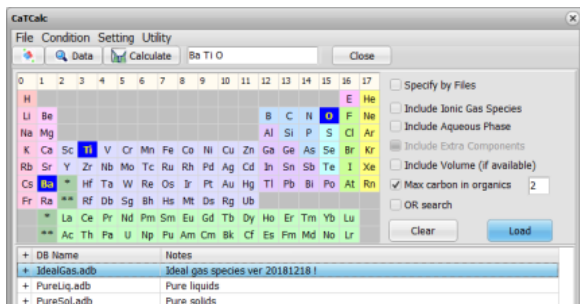 CaTCalc
File Condition Setting Utility
Data Calculate Ba Ti O Close
0 1 2 3 4 5 6 7 8 9 10 11 12 13 14 15 16 17
H E He
Li Be B C N O F Ne
Na Mg Al Si P S Cl Ar
K Ca Sc Ti V Cr Mn Fe Co Ni Cu Zn Ga Ge As Se Br Kr
Rb Sr Y Zr Nb Mo Tc Ru Rh Pd Ag Cd In Sn Sb Te I Xe
Cs Ba * Hf Ta W Re Os Ir Pt Au Hg Tl Pb Bi Po At Rn
Fr Ra ** Rf Db Sg Bh Hs Mt Ds Rg Ub
* La Ce Pr Nd Pm Sm Eu Gd Tb Dy Ho Er Tm Yb Lu
** Ac Th Pa U Np Pu Am Cm Bk Cf Es Fm Md No Lr
Specify by Files
Include Ionic Gas Species
Include Aqueous Phase
Include Extra Components
Include Volume (if available)
Max carbon in organics 2
OR search
Clear Load
+ DB Name Notes
+ IdealGas.adb Ideal gas species ver 20181218 !
+ PureLiq.adb Pure liquids
+ PureSol.adb Pure solids